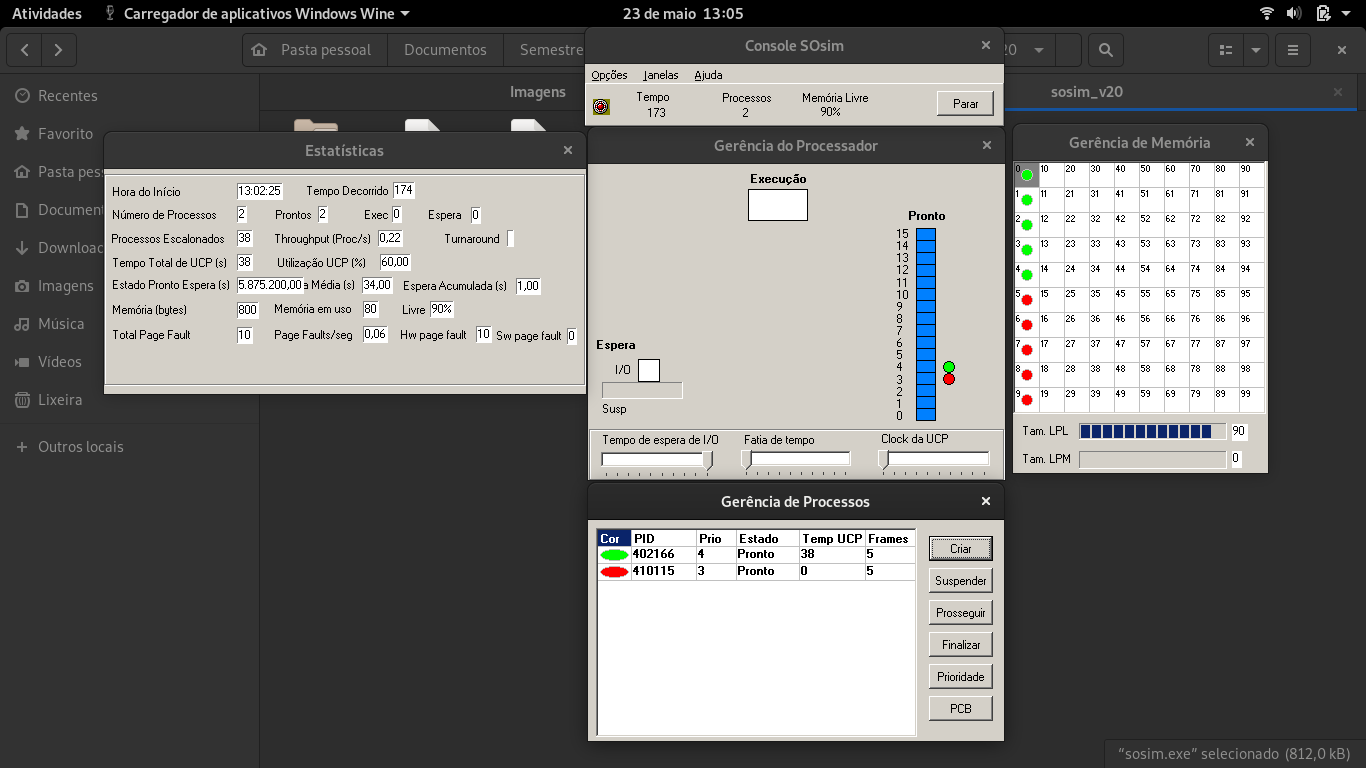 Atividades Carregador de aplicativos Windows Wine 23 de maio 13:05
Pasta pessoal Documentos Semestre 20
Recentes
Favorito
Pasta pes
Document
Downloac
Imagens
Música
Vídeos
Lixeira
Outros locais
Imagens
sosim_v20
Console SOsim
Opções Janelas Ajuda
Tempo Processos Memória Livre
173 2 90%
Parar
Estatísticas
Hora do Início 13:02:25 Tempo Decorrido 174
Número de Processos 2 Prontos 2 Exec 0 Espera 0
Processos Escalonados 38 Throughput (Proc/s) 0,22 Turnaround
Tempo Total de UCP (s) 38 Utilização UCP (%) 60,00
Estado Pronto Espera (s) 5.875.200,00 a Média (s) 34,00 Espera Acumulada (s) 1,00
Memória (bytes) 800 Memória em uso 80 Livre 90%
Total Page Fault 10 Page Faults/seg 0,06 Hw page fault 10 Sw page fault 0
Gerência do Processador
Execução
Pronto
15
14
13
12
11
10
9
8
7
6
5
4
3
2
1
0
Espera
I/O
Susp
Tempo de espera de I/O Fatia de tempo Clock da UCP
Gerência de Memória
0 10 20 30 40 50 60 70 80 90
1 11 21 31 41 51 61 71 81 91
2 12 22 32 42 52 62 72 82 92
3 13 23 33 43 53 63 73 83 93
4 14 24 34 44 54 64 74 84 94
5 15 25 35 45 55 65 75 85 95
6 16 26 36 46 56 66 76 86 96
7 17 27 37 47 57 67 77 87 97
8 18 28 38 48 58 68 78 88 98
9 19 29 39 49 59 69 79 89 99
Tam. LPL 90
Tam. LPM 0
Gerência de Processos
Cor PID Prio Estado Temp UCP Frames
402166 4 Pronto 38 5
410115 3 Pronto 0 5
Criar
Suspender
Prosseguir
Finalizar
Prioridade
PCB
“sosim.exe” selecionado (812,0 kB)